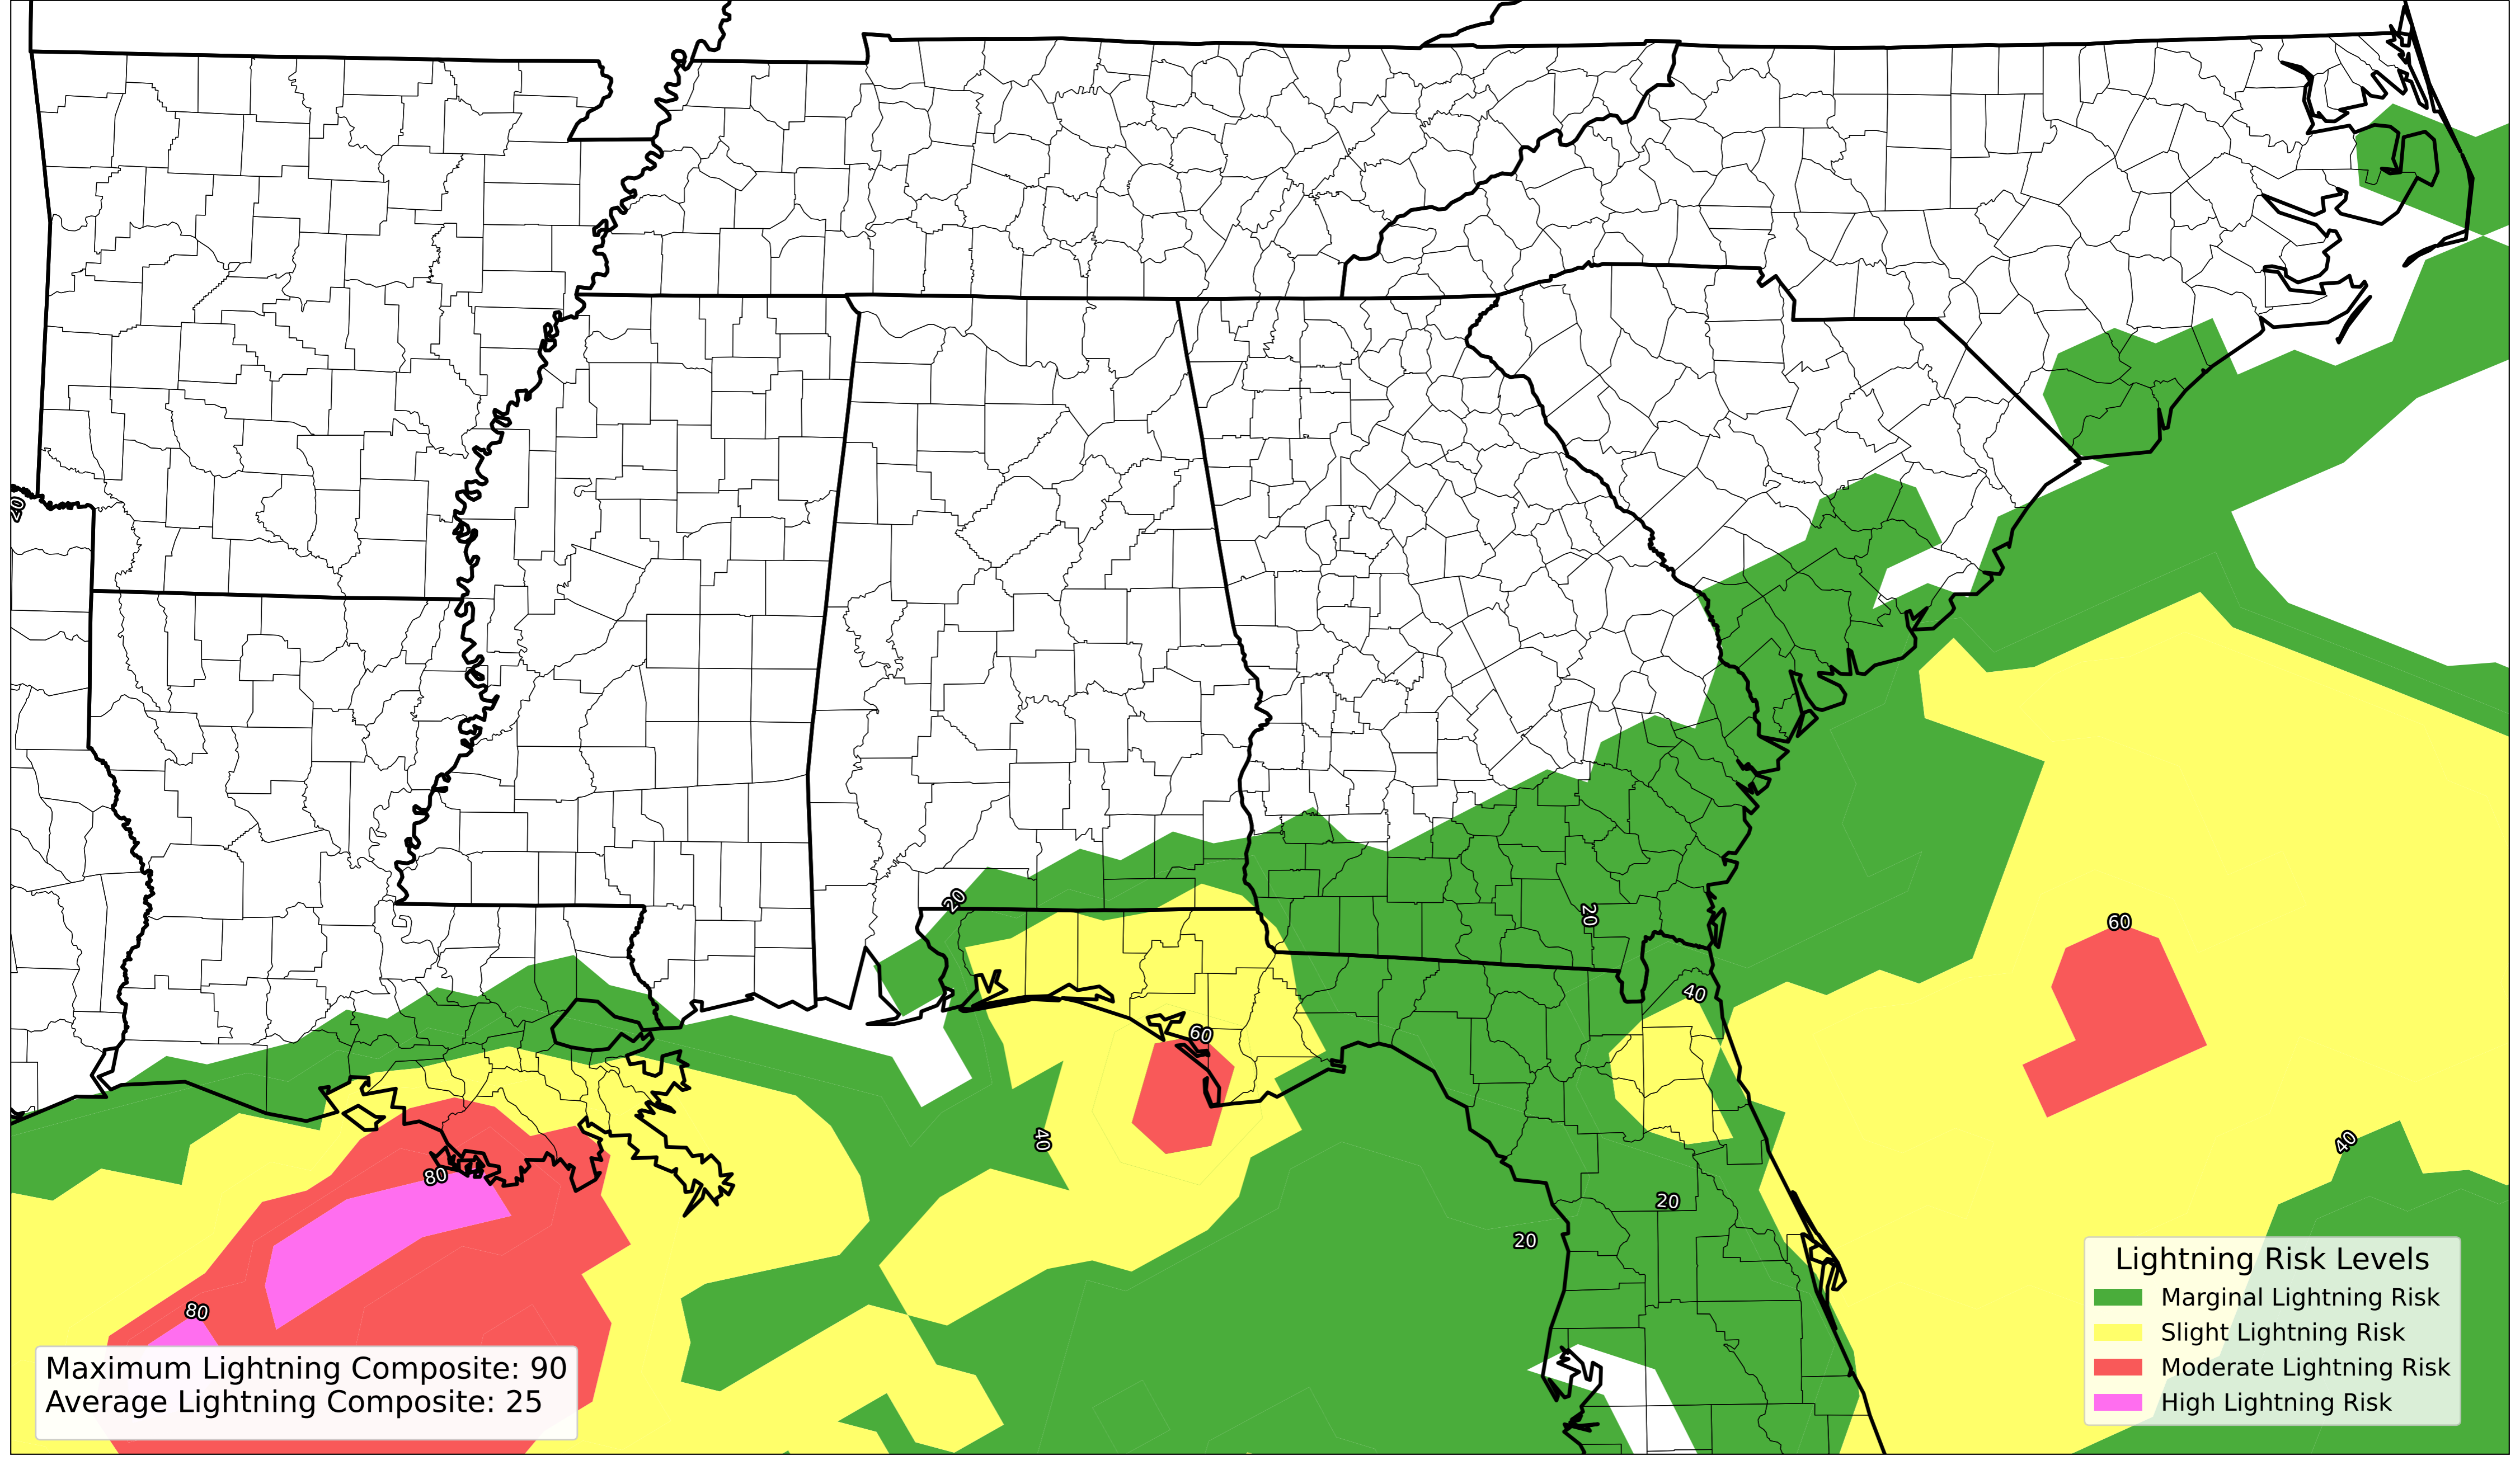 20
20
20
60
60
40
40
40
80
20
20
80
Lightning Risk Levels
Marginal Lightning Risk
Slight Lightning Risk
Moderate Lightning Risk
High Lightning Risk
Maximum Lightning Composite: 90
Average Lightning Composite: 25